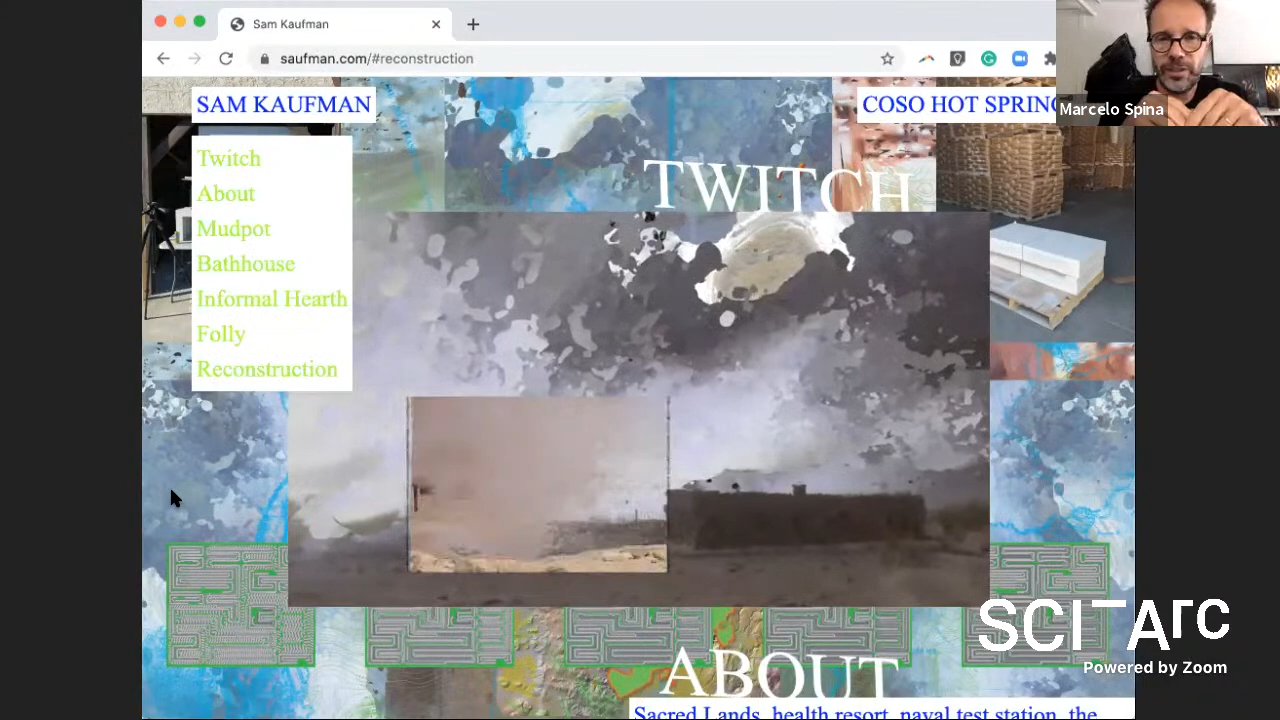 Sam Kaufman
saufman.com/#reconstruction
Marcelo Spina
SAM KAUFMAN
COSO HOT SPRING
Twitch
About
Mudpot
Bathhouse
Informal Hearth
Folly
Reconstruction
TWITCH
SCI-Arc
Powered by Zoom
ABOUT
Sacred Lands, health resort, naval test station, the